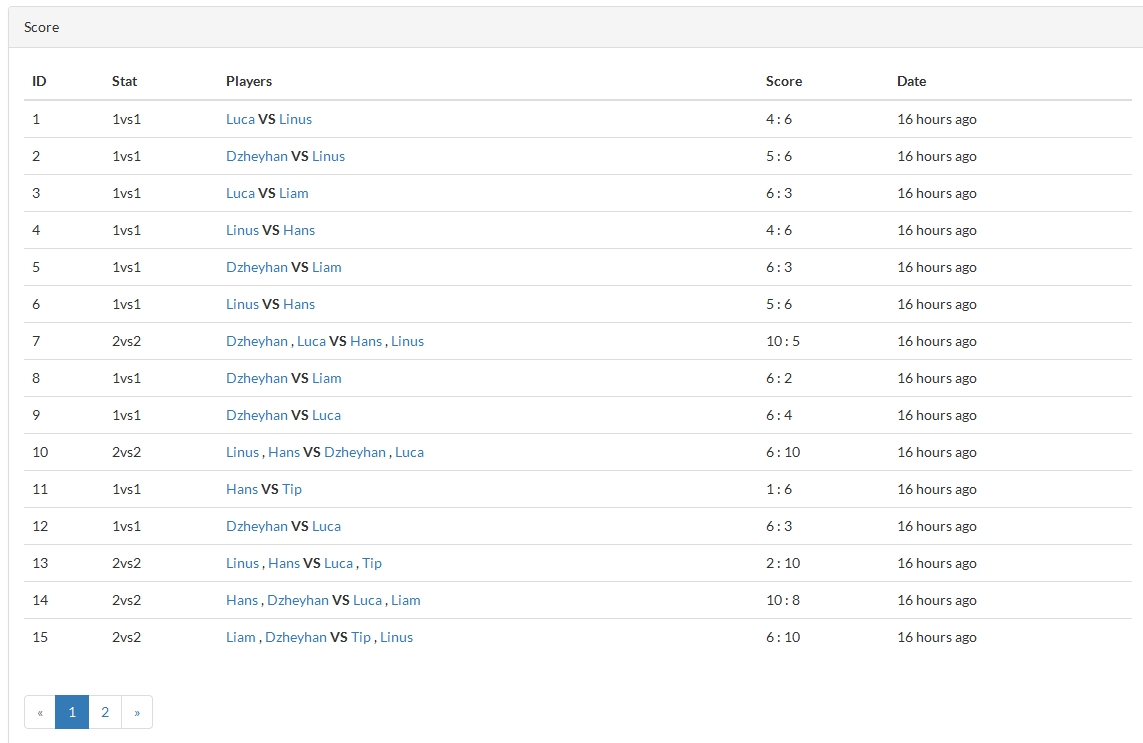 Score
ID Stat Players Score Date
1 1vs1 Luca VS Linus 4 : 6 16 hours ago
2 1vs1 Dzheyhan VS Linus 5 : 6 16 hours ago
3 1vs1 Luca VS Liam 6 : 3 16 hours ago
4 1vs1 Linus VS Hans 4 : 6 16 hours ago
5 1vs1 Dzheyhan VS Liam 6 : 3 16 hours ago
6 1vs1 Linus VS Hans 5 : 6 16 hours ago
7 2vs2 Dzheyhan , Luca VS Hans , Linus 10 : 5 16 hours ago
8 1vs1 Dzheyhan VS Liam 6 : 2 16 hours ago
9 1vs1 Dzheyhan VS Luca 6 : 4 16 hours ago
10 2vs2 Linus , Hans VS Dzheyhan , Luca 6 : 10 16 hours ago
11 1vs1 Hans VS Tip 1 : 6 16 hours ago
12 1vs1 Dzheyhan VS Luca 6 : 3 16 hours ago
13 2vs2 Linus , Hans VS Luca , Tip 2 : 10 16 hours ago
14 2vs2 Hans , Dzheyhan VS Luca , Liam 10 : 8 16 hours ago
15 2vs2 Liam , Dzheyhan VS Tip , Linus 6 : 10 16 hours ago
« 1 2 »